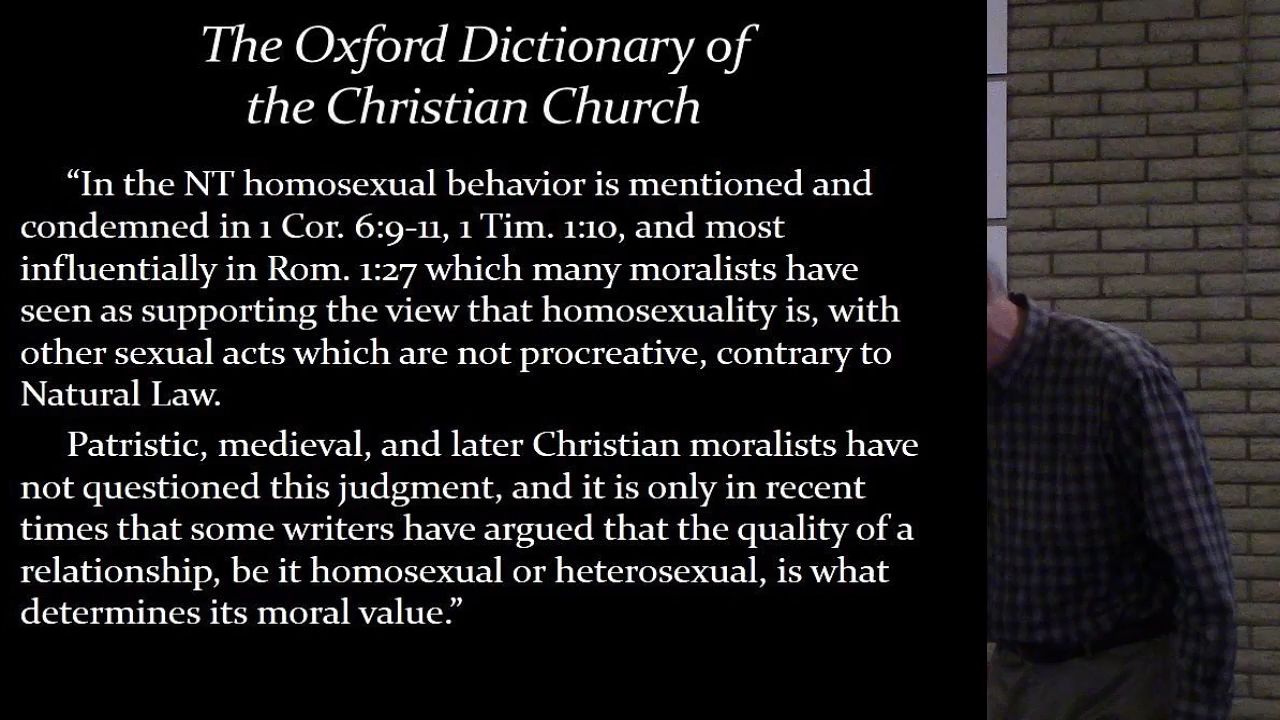 The Oxford Dictionary of
the Christian Church
“In the NT homosexual behavior is mentioned and
condemned in 1 Cor. 6:9-11, 1 Tim. 1:10, and most
influentially in Rom. 1:27 which many moralists have
seen as supporting the view that homosexuality is, with
other sexual acts which are not procreative, contrary to
Natural Law.
Patristic, medieval, and later Christian moralists have
not questioned this judgment, and it is only in recent
times that some writers have argued that the quality of a
relationship, be it homosexual or heterosexual, is what
determines its moral value.”